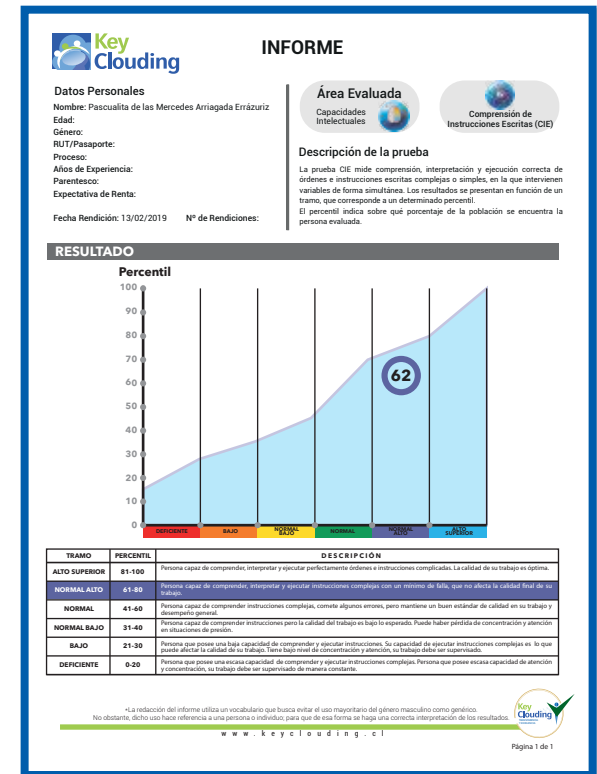 Key
Clouding
INFORME
Datos Personales
Nombre: Pascualita de las Mercedes Arriagada Errázuriz
Edad:
Género:
RUT/Pasaporte:
Proceso:
Años de Experiencia:
Parentesco:
Expectativa de Renta:
Fecha Rendición: 13/02/2019 Nº de Rendiciones:
Área Evaluada
Capacidades
Intelectuales
Comprensión de
Instrucciones Escritas (CIE)
Descripción de la prueba
La prueba CIE mide comprensión, interpretación y ejecución correcta de
órdenes e instrucciones escritas complejas o simples, en la que intervienen
variables de forma simultánea. Los resultados se presentan en función de un
tramo, que corresponde a un determinado percentil.
El percentil indica sobre qué porcentaje de la población se encuentra la
persona evaluada.
RESULTADO
Percentil
100
90
80
70
60
50
40
30
20
10
0
62
DEFICIENTE BAJO NORMAL BAJO NORMAL NORMAL ALTO ALTO SUPERIOR
TRAMO PERCENTIL DESCRIPCIÓN
ALTO SUPERIOR 81-100 Persona capaz de comprender, interpretar y ejecutar perfectamente órdenes e instrucciones complicadas. La calidad de su trabajo es óptima.
NORMAL ALTO 61-80 Persona capaz de comprender, interpretar y ejecutar instrucciones complejas con un mínimo de falla, que no afecta la calidad final de su
trabajo.
NORMAL 41-60 Persona capaz de comprender instrucciones complejas, comete algunos errores, pero mantiene un buen estándar de calidad en su trabajo y
desempeño general.
NORMAL BAJO 31-40 Persona capaz de comprender instrucciones pero la calidad del trabajo es bajo lo esperado. Puede haber pérdida de concentración y atención
en situaciones de presión.
BAJO 21-30 Persona que posee una baja capacidad de comprender y ejecutar instrucciones. Su capacidad de ejecutar instrucciones complejas es lo que
puede afectar la calidad de su trabajo. Tiene bajo nivel de concentración y atención, su trabajo debe ser supervisado.
DEFICIENTE 0-20 Persona que posee una escasa capacidad de comprender y ejecutar instrucciones complejas. Persona que posee escasa capacidad de atención
y concentración, su trabajo debe ser supervisado de manera constante.
•La redacción del informe utiliza un vocabulario que busca evitar el uso mayoritario del género masculino como genérico.
No obstante, dicho uso hace referencia a una persona o individuo, para que de esa forma se haga una correcta interpretación de los resultados.
www.keyclouding.cl
Key
Clouding
Página 1 de 1